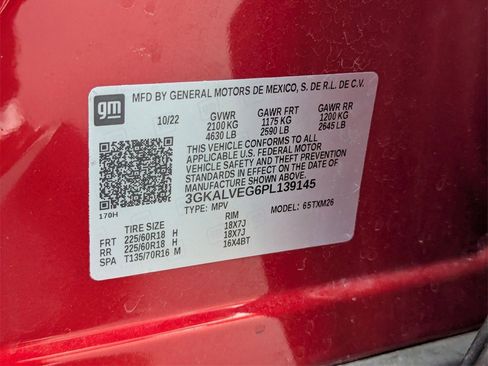 gm
MFD BY GENERAL MOTORS DE MEXICO, S. DE R.L. DE C.V.
10/22 GVWR GAWR FRT GAWR RR
2100 KG 1175 KG 1200 KG
4630 LB 2590 LB 2645 LB
THIS VEHICLE CONFORMS TO ALL
APPLICABLE U.S. FEDERAL MOTOR
VEHICLE SAFETY, BUMPER, AND THEFT
PREVENTION STANDARDS IN EFFECT ON
THE DATE OF MANUFACTURE SHOWN ABOVE.
3GKALVEG6PL139145
TYPE: MPV MODEL: 65TXM26
170H
TIRE SIZE RIM
FRT 225/60R18 H 18X7J
RR 225/60R18 H 18X7J
SPA T135/70R16 M 16X4BT